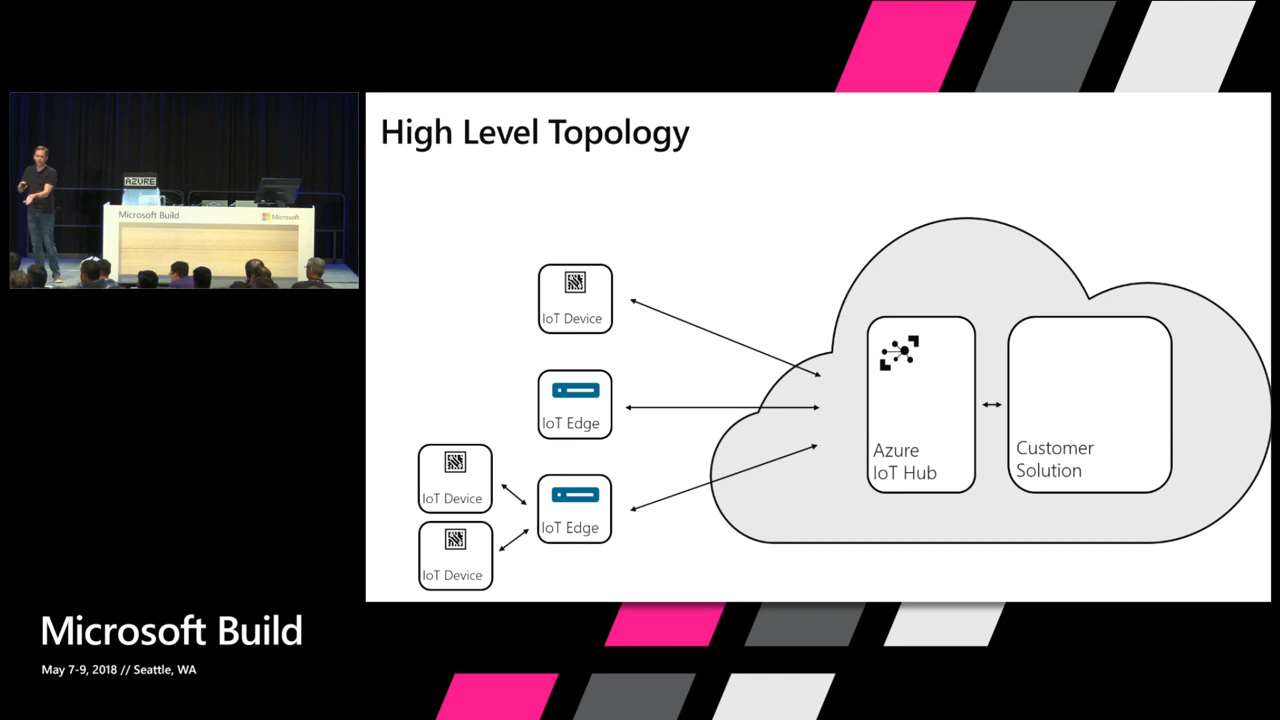 High Level Topology
AZURE
Microsoft Build
Microsoft
IoT Device
IoT Edge
IoT Device
IoT Edge
IoT Device
Azure
IoT Hub
Customer
Solution
Microsoft Build
May 7-9, 2018 // Seattle, WA